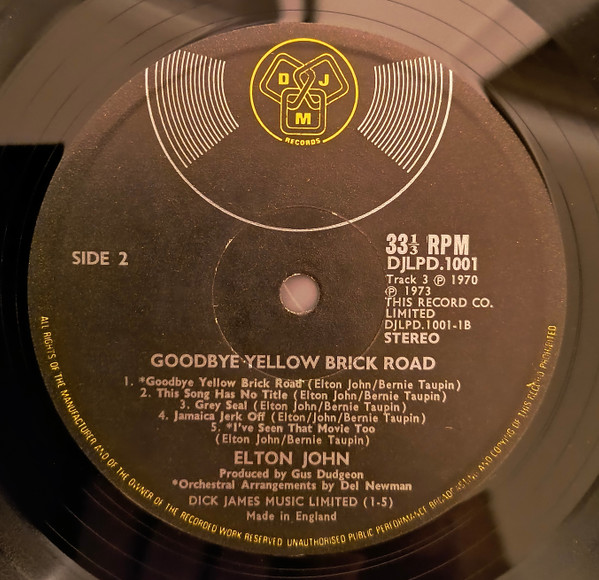 D J
M
RECORDS
SIDE 2
33⅓ RPM
DJLPD.1001
Track 3 ℗ 1970
℗ 1973
THIS RECORD CO.
LIMITED
DJLPD.1001-1B
STEREO
GOODBYE YELLOW BRICK ROAD
1. *Goodbye Yellow Brick Road (Elton John/Bernie Taupin)
2. This Song Has No Title (Elton John/Bernie Taupin)
3. Grey Seal (Elton John/Bernie Taupin)
4. Jamaica Jerk Off (Elton/John/Bernie Taupin)
5. *I've Seen That Movie Too
(Elton John/Bernie Taupin)
ELTON JOHN
Produced by Gus Dudgeon
*Orchestral Arrangements by Del Newman
DICK JAMES MUSIC LIMITED (1-5)
Made in England
ALL RIGHTS OF THE MANUFACTURER AND OF THE OWNER OF THE RECORDED WORK RESERVED UNAUTHORISED PUBLIC PERFORMANCE BROADCASTING AND COPYING OF THIS RECORD PROHIBITED